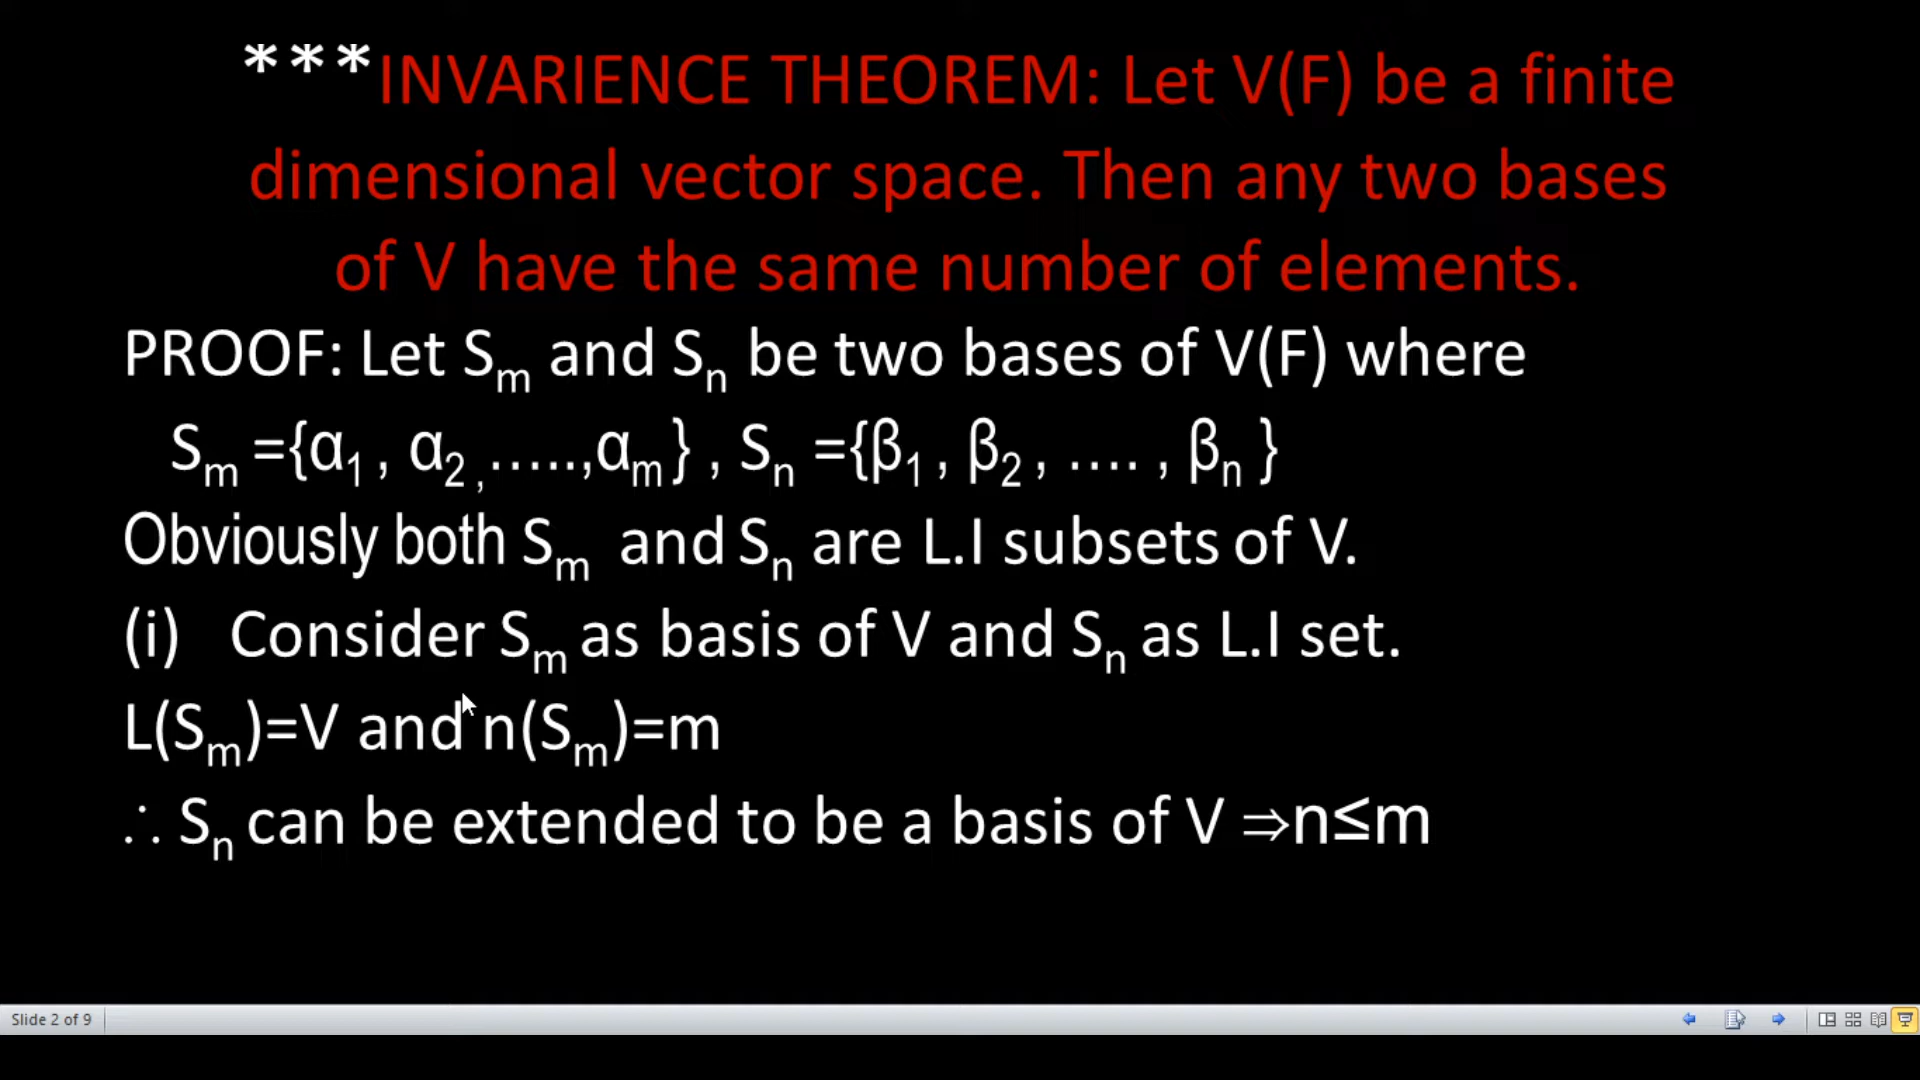 ***INVARIENCE THEOREM: Let V(F) be a finite
dimensional vector space. Then any two bases
of V have the same number of elements.
PROOF: Let Sₘ and Sₙ be two bases of V(F) where
Sₘ ={α₁ , α₂ ,…..,αₘ} , Sₙ ={β₁ , β₂ , …. , βₙ }
Obviously both Sₘ and Sₙ are L.I subsets of V.
(i) Consider Sₘ as basis of V and Sₙ as L.I set.
L(Sₘ)=V and n(Sₘ)=m
∴ Sₙ can be extended to be a basis of V ⇒n≤m
Slide 2 of 9